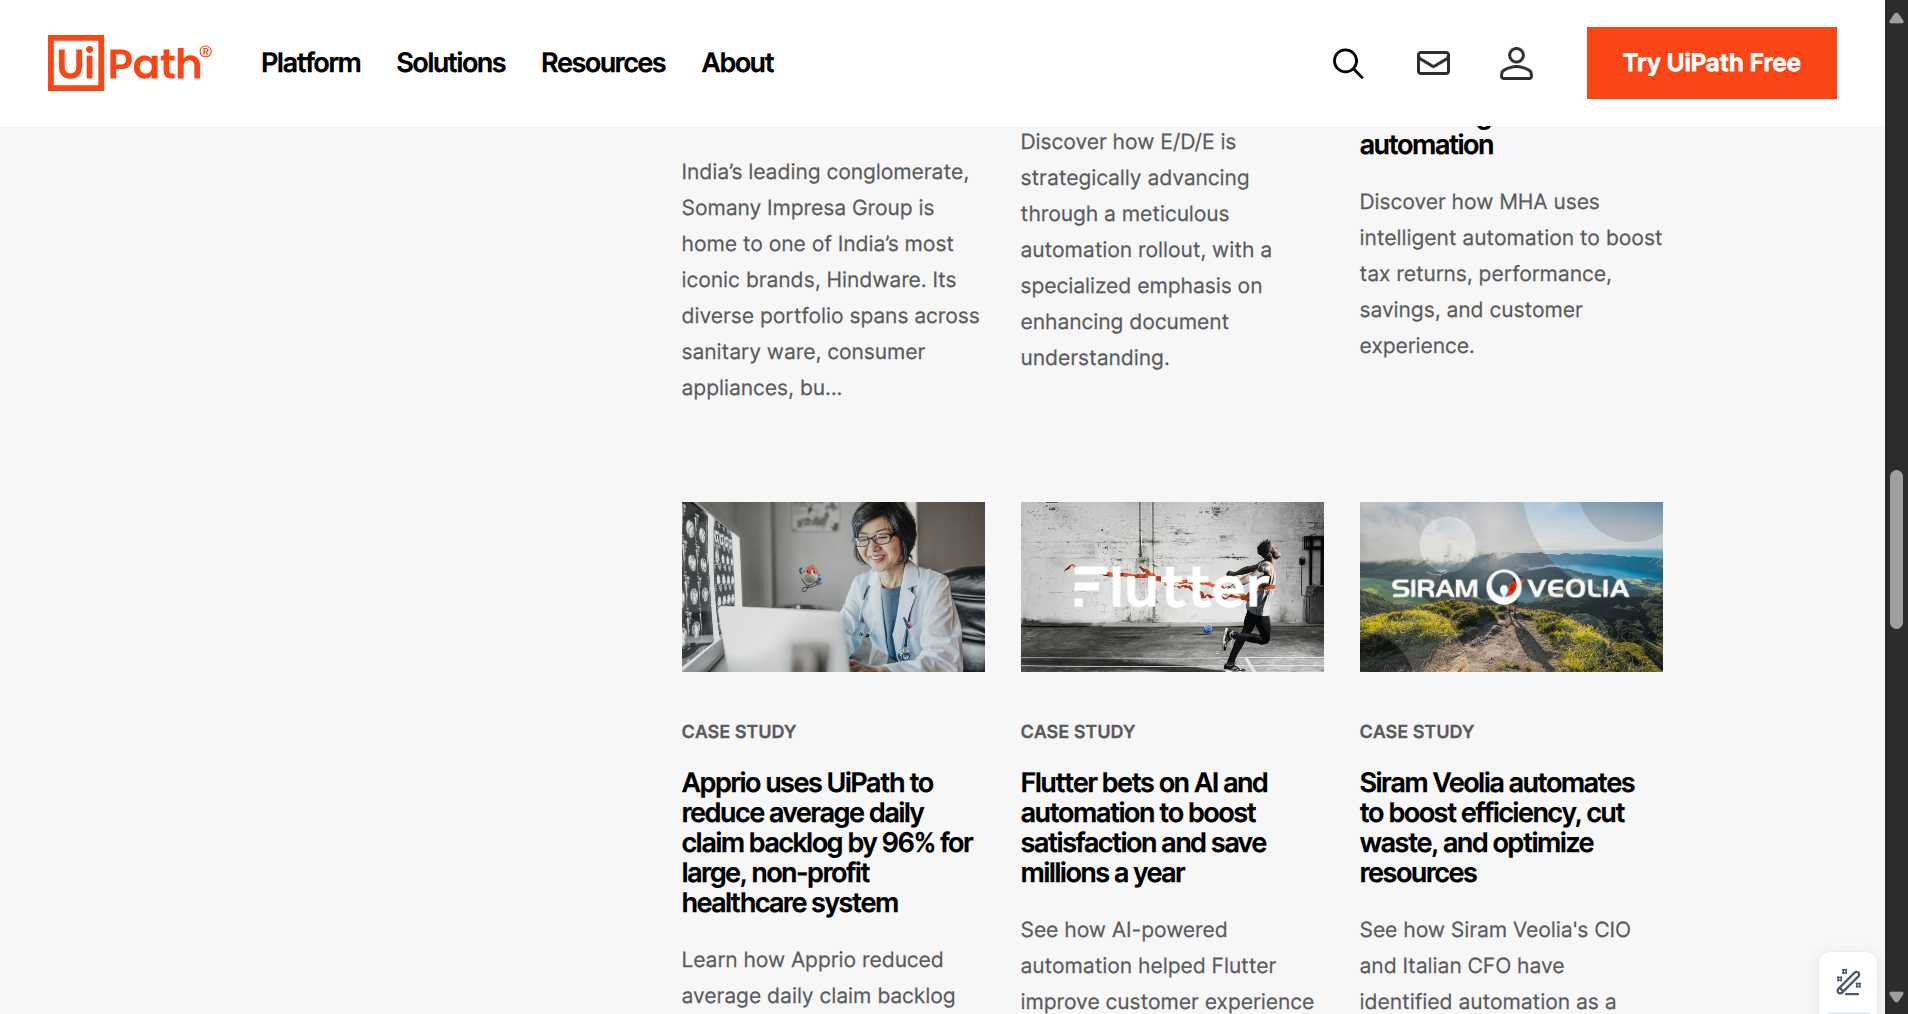 UiPath®
Platform
Solutions
Resources
About
Try UiPath Free
India’s leading conglomerate,
Somany Impresa Group is
home to one of India’s most
iconic brands, Hindware. Its
diverse portfolio spans across
sanitary ware, consumer
appliances, bu...
Discover how E/D/E is
strategically advancing
through a meticulous
automation rollout, with a
specialized emphasis on
enhancing document
understanding.
automation
Discover how MHA uses
intelligent automation to boost
tax returns, performance,
savings, and customer
experience.
CASE STUDY
Apprio uses UiPath to
reduce average daily
claim backlog by 96% for
large, non-profit
healthcare system
Learn how Apprio reduced
average daily claim backlog
Flutter
CASE STUDY
Flutter bets on AI and
automation to boost
satisfaction and save
millions a year
See how AI-powered
automation helped Flutter
improve customer experience
SIRAM VEOLIA
CASE STUDY
Siram Veolia automates
to boost efficiency, cut
waste, and optimize
resources
See how Siram Veolia's CIO
and Italian CFO have
identified automation as a